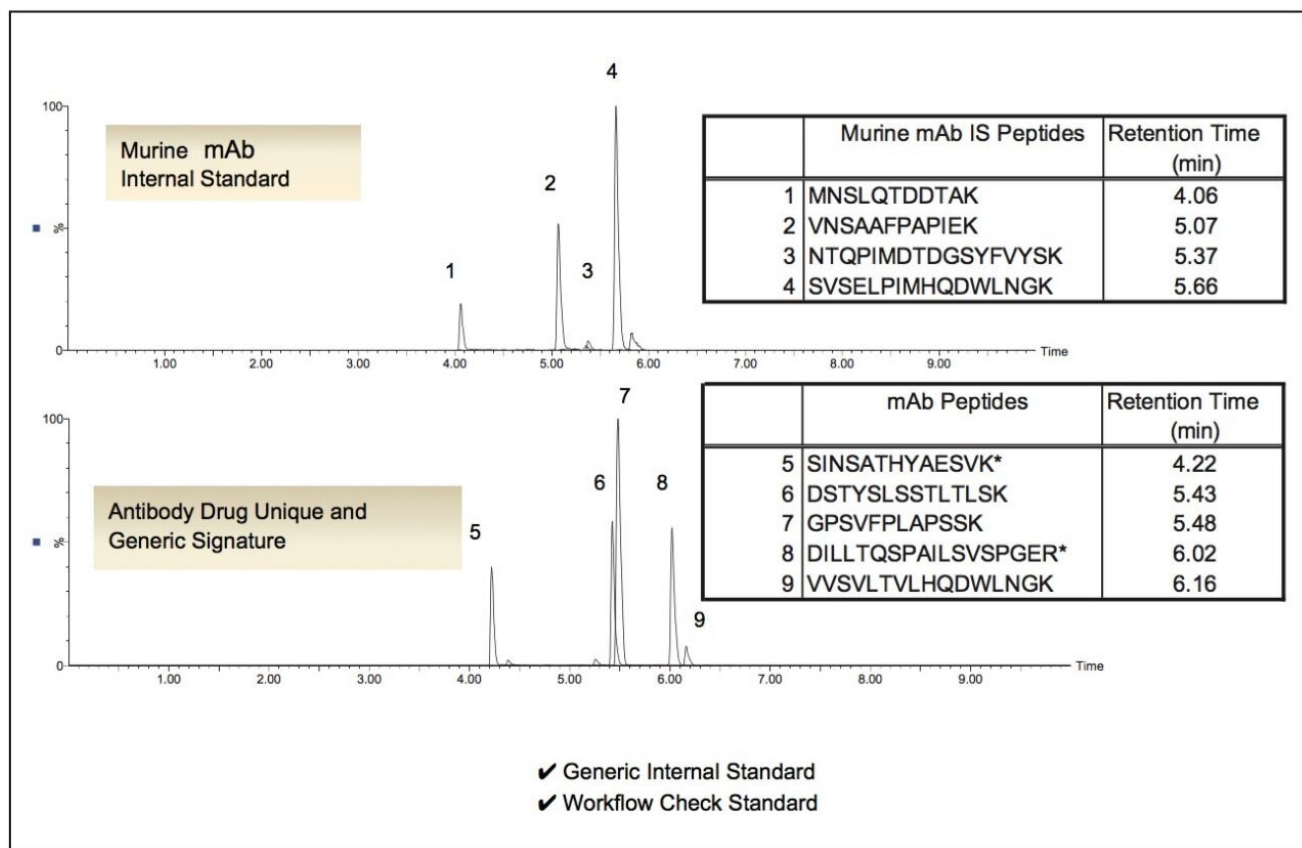 4
100
Murine mAb
Internal Standard
2
%
1
3
0
1.00 2.00 3.00 4.00 5.00 6.00 7.00 8.00 9.00 Time
Murine mAb IS Peptides Retention Time
(min)
1 MNSLQTDDTAK 4.06
2 VNSAAFPAPIEK 5.07
3 NTQPIMDTDGSYFVYSK 5.37
4 SVSELPIMHQDWLNGK 5.66
7
100
6
8
Antibody Drug Unique and
Generic Signature
5
%
9
0
1.00 2.00 3.00 4.00 5.00 6.00 7.00 8.00 9.00 Time
mAb Peptides Retention Time
(min)
5 SINSATHYAESVK* 4.22
6 DSTYSLSSTLTLSK 5.43
7 GPSVFPLAPSSK 5.48
8 DILLTQSPAILSVSPGER* 6.02
9 VVSVLTVLHQDWLNGK 6.16
✔ Generic Internal Standard
✔ Workflow Check Standard